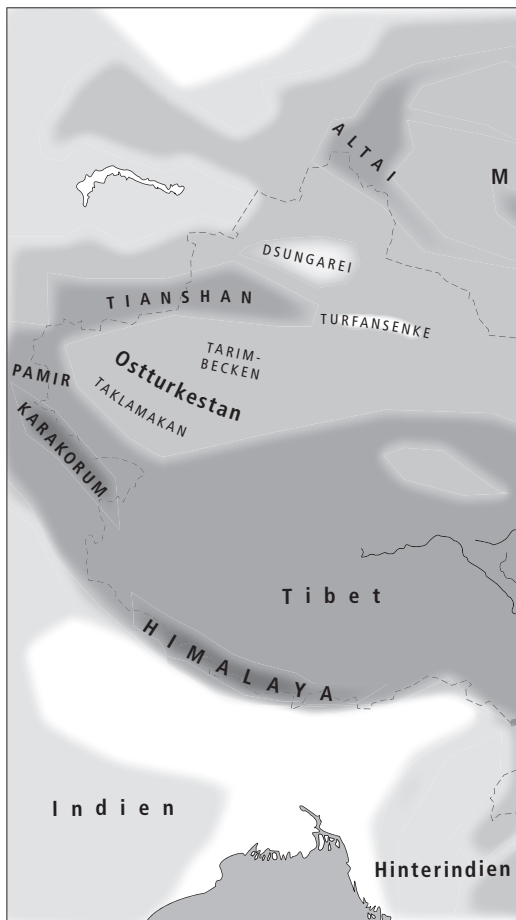 ALTAI
M
DSUNGAREI
TIANSHAN
TURFANSENKE
TARIM-
BECKEN
Ostturkestan
PAMIR
TAKLAMAKAN
KARAKORUM
Tibet
HIMALAYA
Indien
Hinterindien